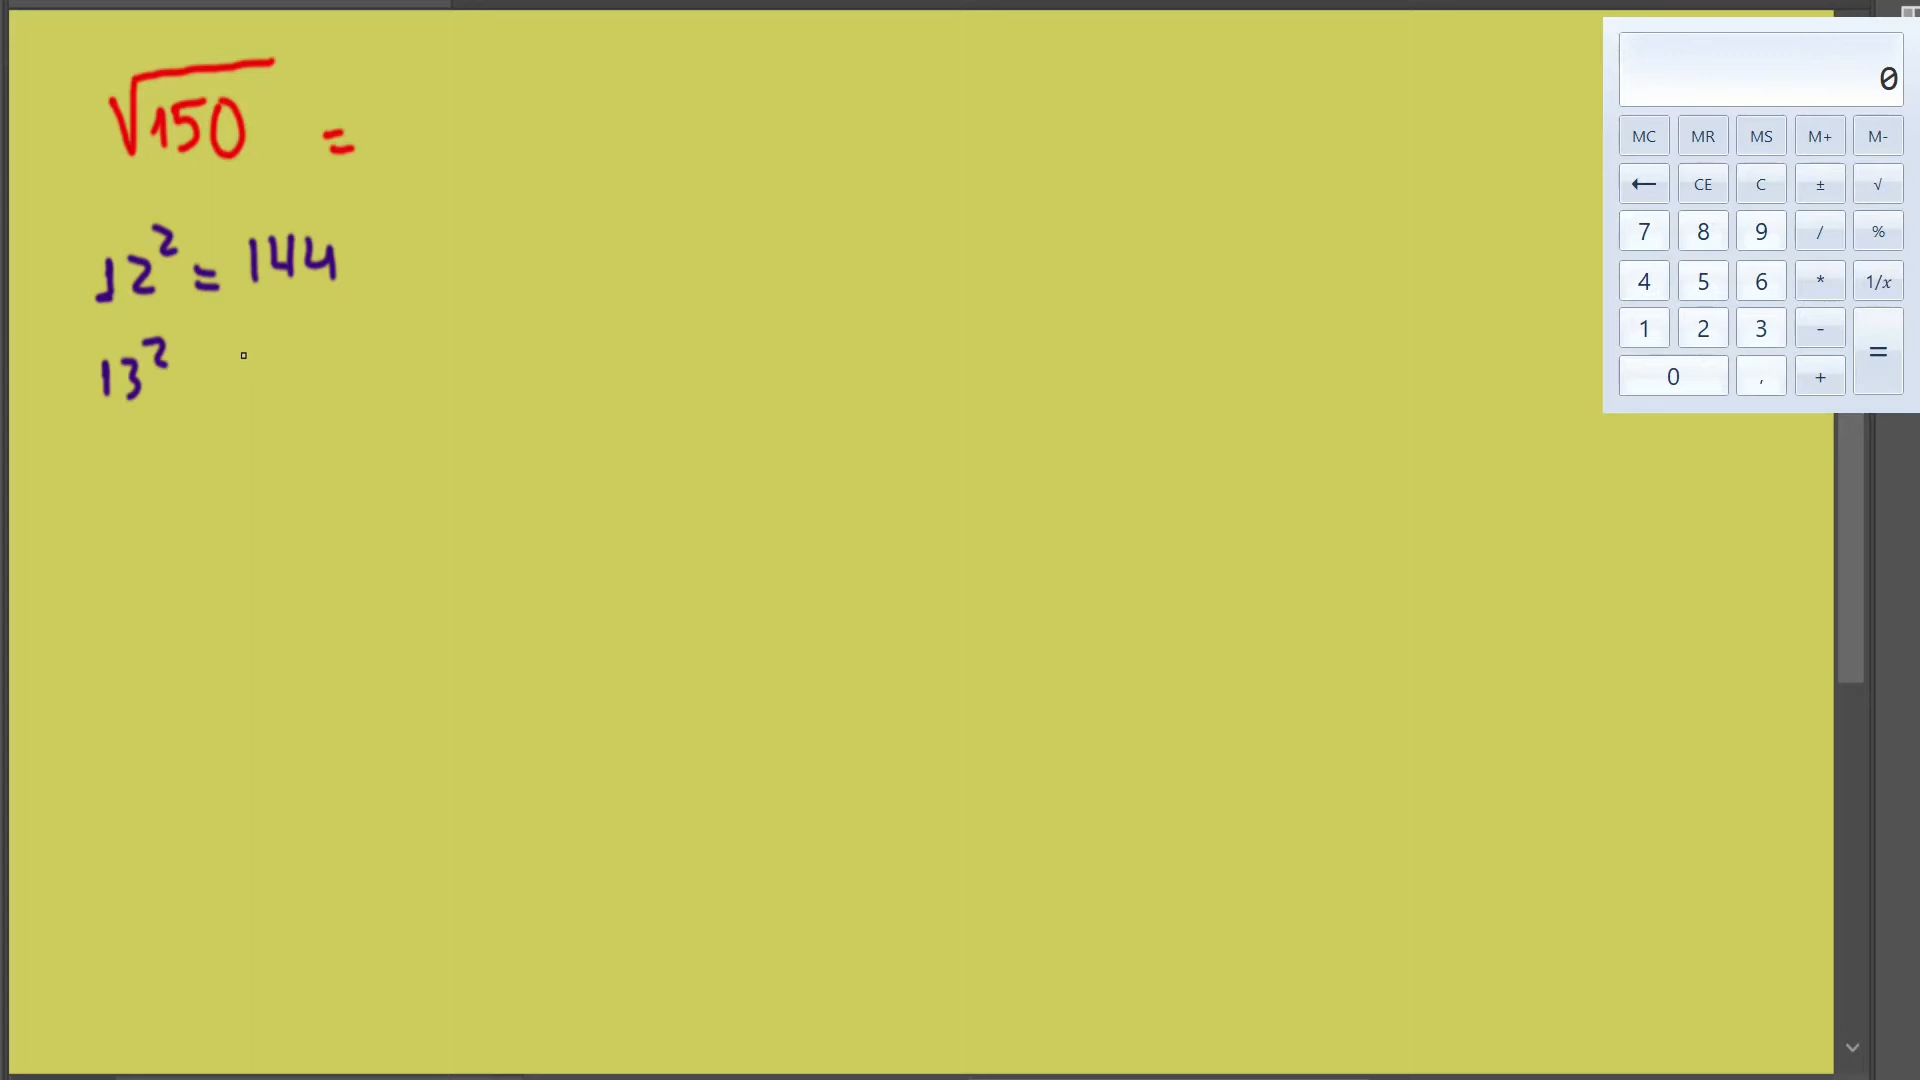 √150 =
12² = 144
13²
0
MC MR MS M+ M-
← CE C ± √
7 8 9 / %
4 5 6 * 1/x
1 2 3 - =
0 , +